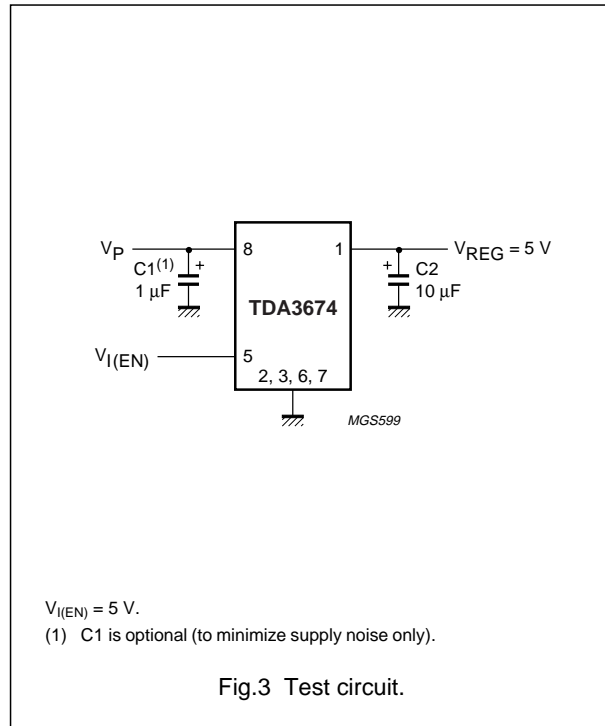 V_P
8
1
V_REG = 5 V
C1(1)
+
1 µF
+
C2
10 µF
TDA3674
V_I(EN)
5
2, 3, 6, 7
MGS599
V_I(EN) = 5 V.
(1) C1 is optional (to minimize supply noise only).
Fig.3 Test circuit.